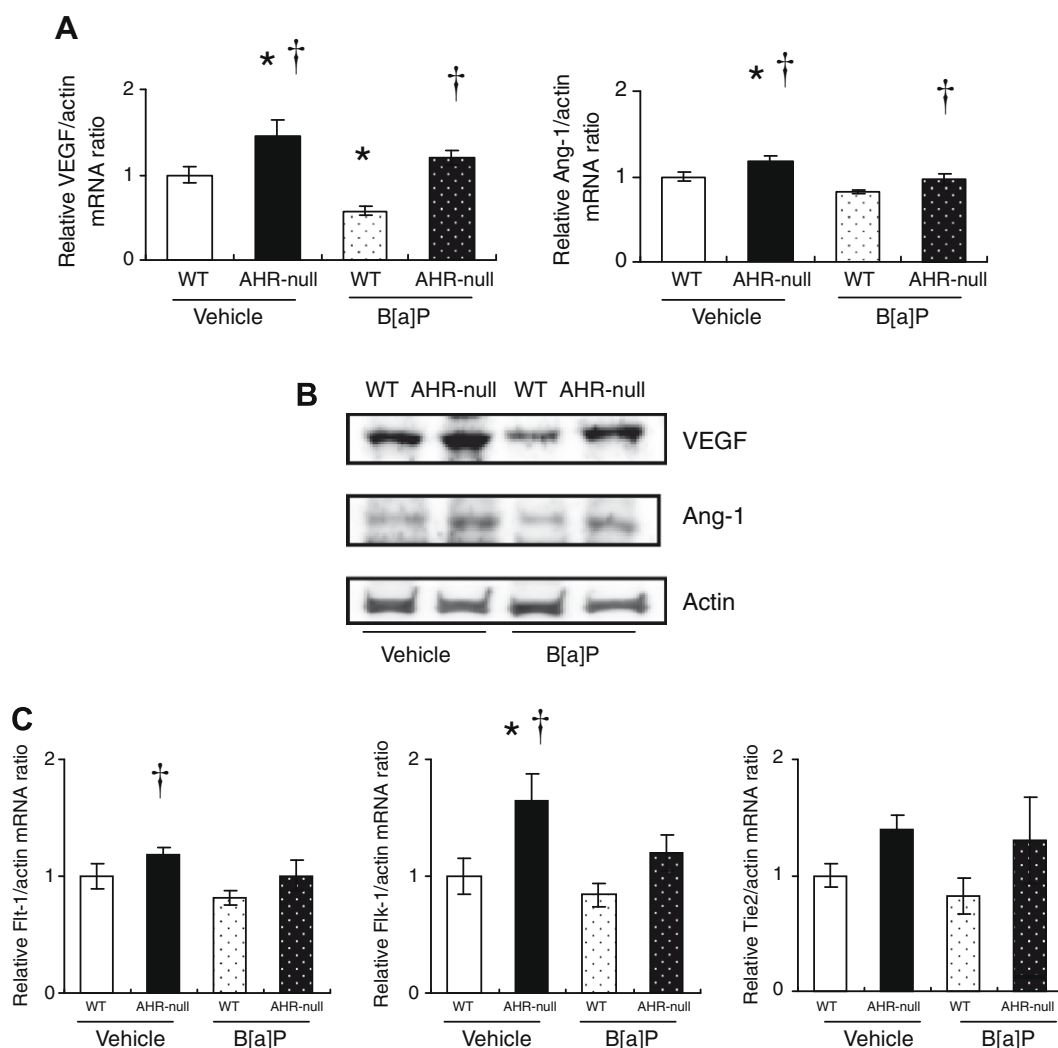 A
* †
†
*
Relative VEGF/actin
mRNA ratio
2
1
0
WT AHR-null WT AHR-null
Vehicle B[a]P
* †
†
Relative Ang-1/actin
mRNA ratio
2
1
0
WT AHR-null WT AHR-null
Vehicle B[a]P
B
WT AHR-null WT AHR-null
VEGF
Ang-1
Actin
Vehicle B[a]P
C
†
Relative Flt-1/actin mRNA ratio
2
1
0
WT AHR-null WT AHR-null
Vehicle B[a]P
* †
Relative Flk-1/actin mRNA ratio
2
1
0
WT AHR-null WT AHR-null
Vehicle B[a]P
Relative Tie2/actin mRNA ratio
2
1
0
WT AHR-null WT AHR-null
Vehicle B[a]P